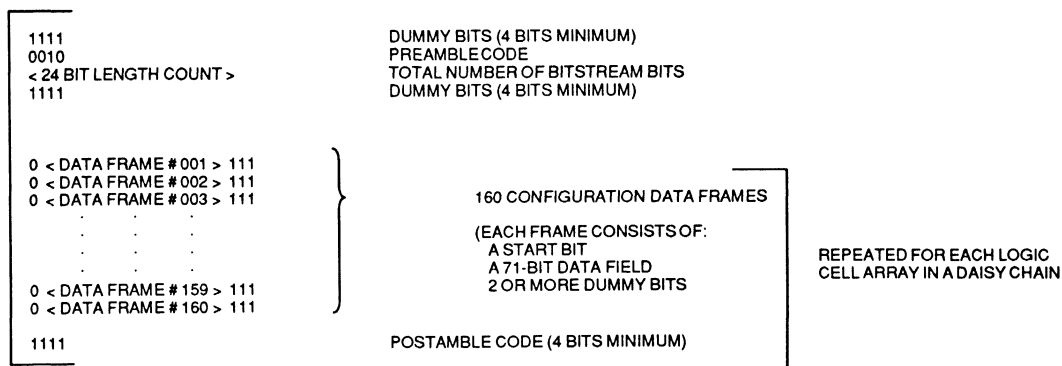 1111 DUMMY BITS (4 BITS MINIMUM)
0010 PREAMBLE CODE
< 24 BIT LENGTH COUNT > TOTAL NUMBER OF BITSTREAM BITS
1111 DUMMY BITS (4 BITS MINIMUM)
0 < DATA FRAME # 001 > 111
0 < DATA FRAME # 002 > 111
0 < DATA FRAME # 003 > 111
160 CONFIGURATION DATA FRAMES
(EACH FRAME CONSISTS OF:
A START BIT
A 71-BIT DATA FIELD
2 OR MORE DUMMY BITS
REPEATED FOR EACH LOGIC
CELL ARRAY IN A DAISY CHAIN
. . .
. . .
. . .
. . .
0 < DATA FRAME # 159 > 111
0 < DATA FRAME # 160 > 111
1111 POSTAMBLE CODE (4 BITS MINIMUM)